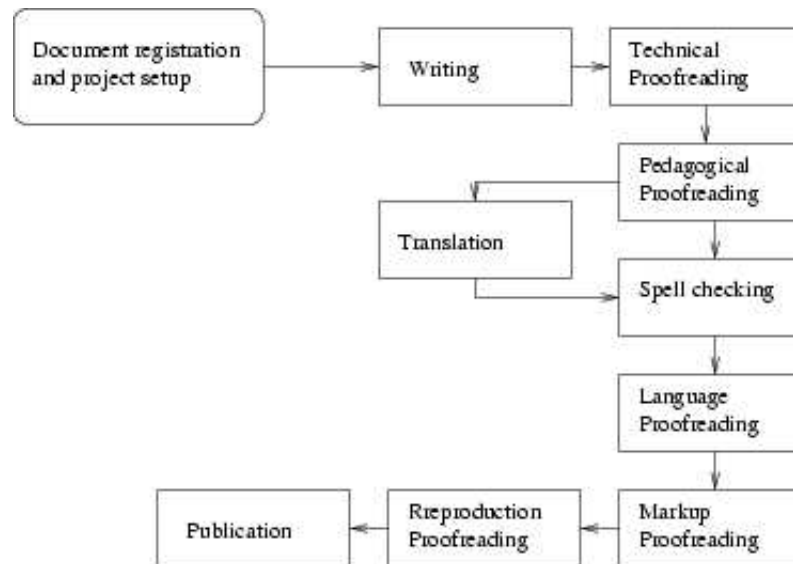 Document registration
and project setup
Writing
Technical
Proofreading
Pedagogical
Proofreading
Translation
Spell checking
Language
Proofreading
Markup
Proofreading
Rreproduction
Proofreading
Publication